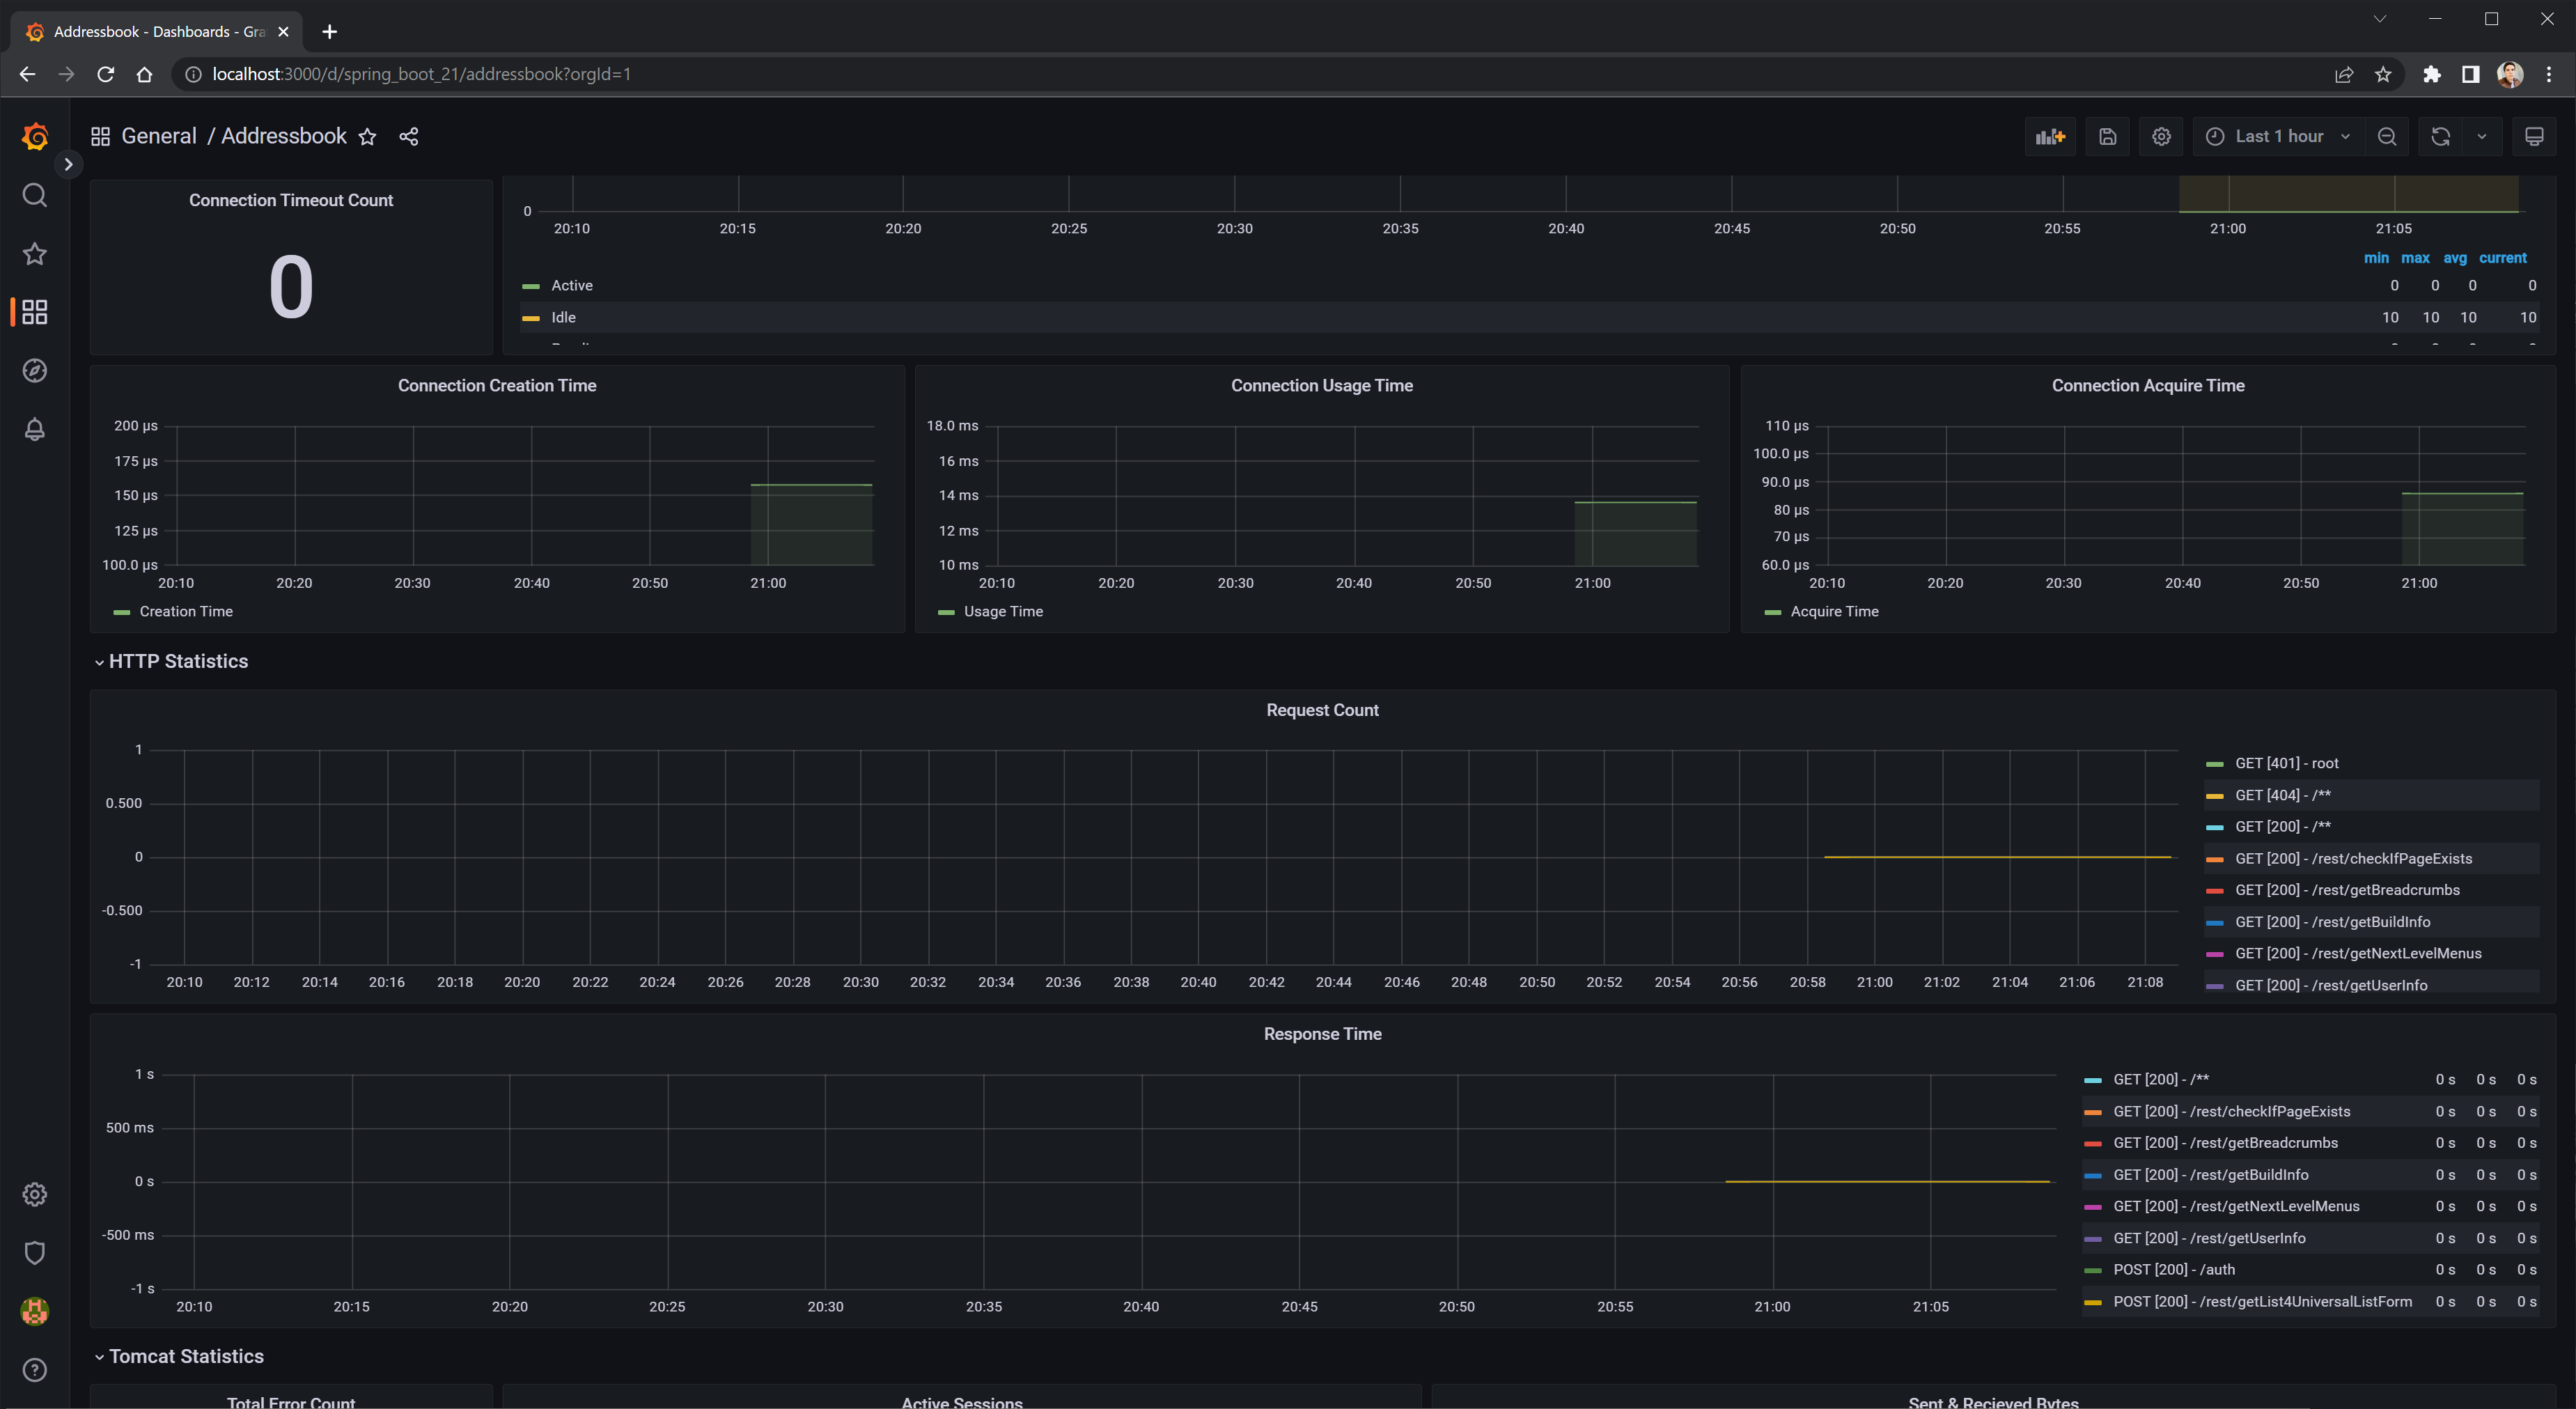 Addressbook - Dashboards - Gra
localhost:3000/d/spring_boot_21/addressbook?orgId=1
General / Addressbook
Last 1 hour
Connection Timeout Count
0
0
20:10 20:15 20:20 20:25 20:30 20:35 20:40 20:45 20:50 20:55 21:00 21:05
min max avg current
Active 0 0 0 0
Idle 10 10 10 10
Connection Creation Time
200 µs
175 µs
150 µs
125 µs
100.0 µs
20:10 20:20 20:30 20:40 20:50 21:00
Creation Time
Connection Usage Time
18.0 ms
16 ms
14 ms
12 ms
10 ms
20:10 20:20 20:30 20:40 20:50 21:00
Usage Time
Connection Acquire Time
110 µs
100.0 µs
90.0 µs
80 µs
70 µs
60.0 µs
20:10 20:20 20:30 20:40 20:50 21:00
Acquire Time
HTTP Statistics
Request Count
1
0.500
0
-0.500
-1
20:10 20:12 20:14 20:16 20:18 20:20 20:22 20:24 20:26 20:28 20:30 20:32 20:34 20:36 20:38 20:40 20:42 20:44 20:46 20:48 20:50 20:52 20:54 20:56 20:58 21:00 21:02 21:04 21:06 21:08
GET [401] - root
GET [404] - /**
GET [200] - /**
GET [200] - /rest/checkIfPageExists
GET [200] - /rest/getBreadcrumbs
GET [200] - /rest/getBuildInfo
GET [200] - /rest/getNextLevelMenus
GET [200] - /rest/getUserInfo
Response Time
1 s
500 ms
0 s
-500 ms
-1 s
20:10 20:15 20:20 20:25 20:30 20:35 20:40 20:45 20:50 20:55 21:00 21:05
GET [200] - /** 0 s 0 s 0 s
GET [200] - /rest/checkIfPageExists 0 s 0 s 0 s
GET [200] - /rest/getBreadcrumbs 0 s 0 s 0 s
GET [200] - /rest/getBuildInfo 0 s 0 s 0 s
GET [200] - /rest/getNextLevelMenus 0 s 0 s 0 s
GET [200] - /rest/getUserInfo 0 s 0 s 0 s
POST [200] - /auth 0 s 0 s 0 s
POST [200] - /rest/getList4UniversalListForm 0 s 0 s 0 s
Tomcat Statistics
Total Error Count
Active Sessions
Sent & Recieved Bytes